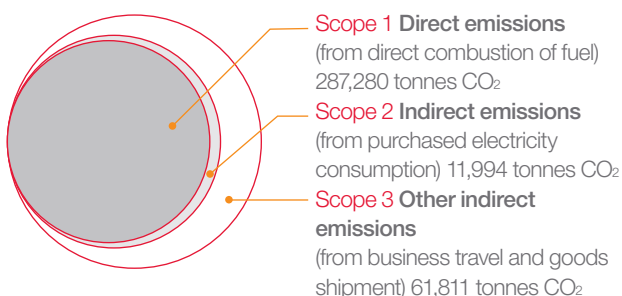 Scope 1 Direct emissions
(from direct combustion of fuel)
287,280 tonnes CO₂
Scope 2 Indirect emissions
(from purchased electricity
consumption) 11,994 tonnes CO₂
Scope 3 Other indirect
emissions
(from business travel and goods
shipment) 61,811 tonnes CO₂